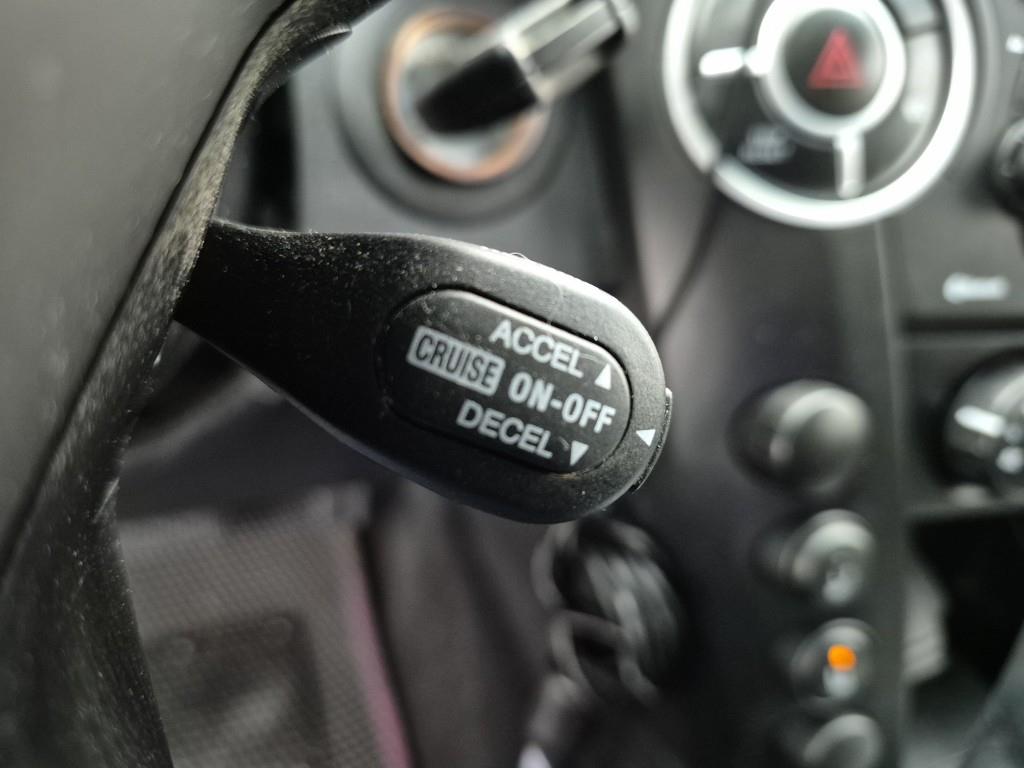 ACCEL ▲
CRUISE ON-OFF ◄
DECEL ▼